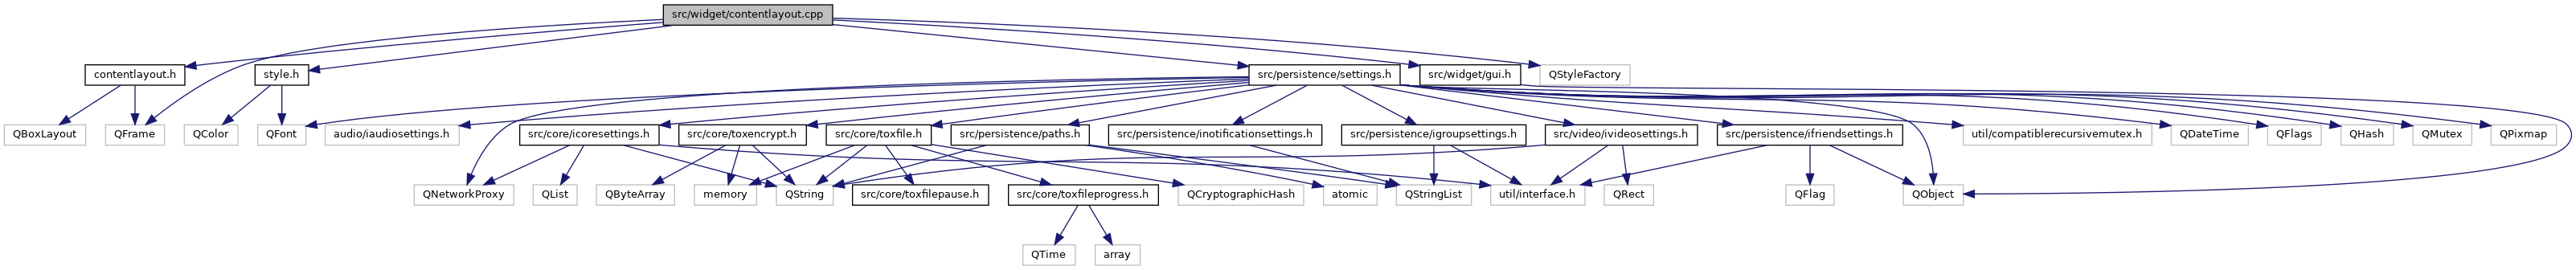 src/widget/contentlayout.cpp
contentlayout.h
style.h
src/persistence/settings.h
src/widget/gui.h
QStyleFactory
QBoxLayout
QFrame
QColor
QFont
audio/iaudiosettings.h
src/core/icoresettings.h
src/core/toxencrypt.h
src/core/toxfile.h
src/persistence/paths.h
src/persistence/inotificationsettings.h
src/persistence/igroupsettings.h
src/video/ivideosettings.h
src/persistence/ifriendsettings.h
util/compatiblerecursivemutex.h
QDateTime
QFlags
QHash
QMutex
QPixmap
QNetworkProxy
QList
QByteArray
memory
QString
src/core/toxfilepause.h
src/core/toxfileprogress.h
QCryptographicHash
atomic
QStringList
util/interface.h
QRect
QFlag
QObject
QTime
array